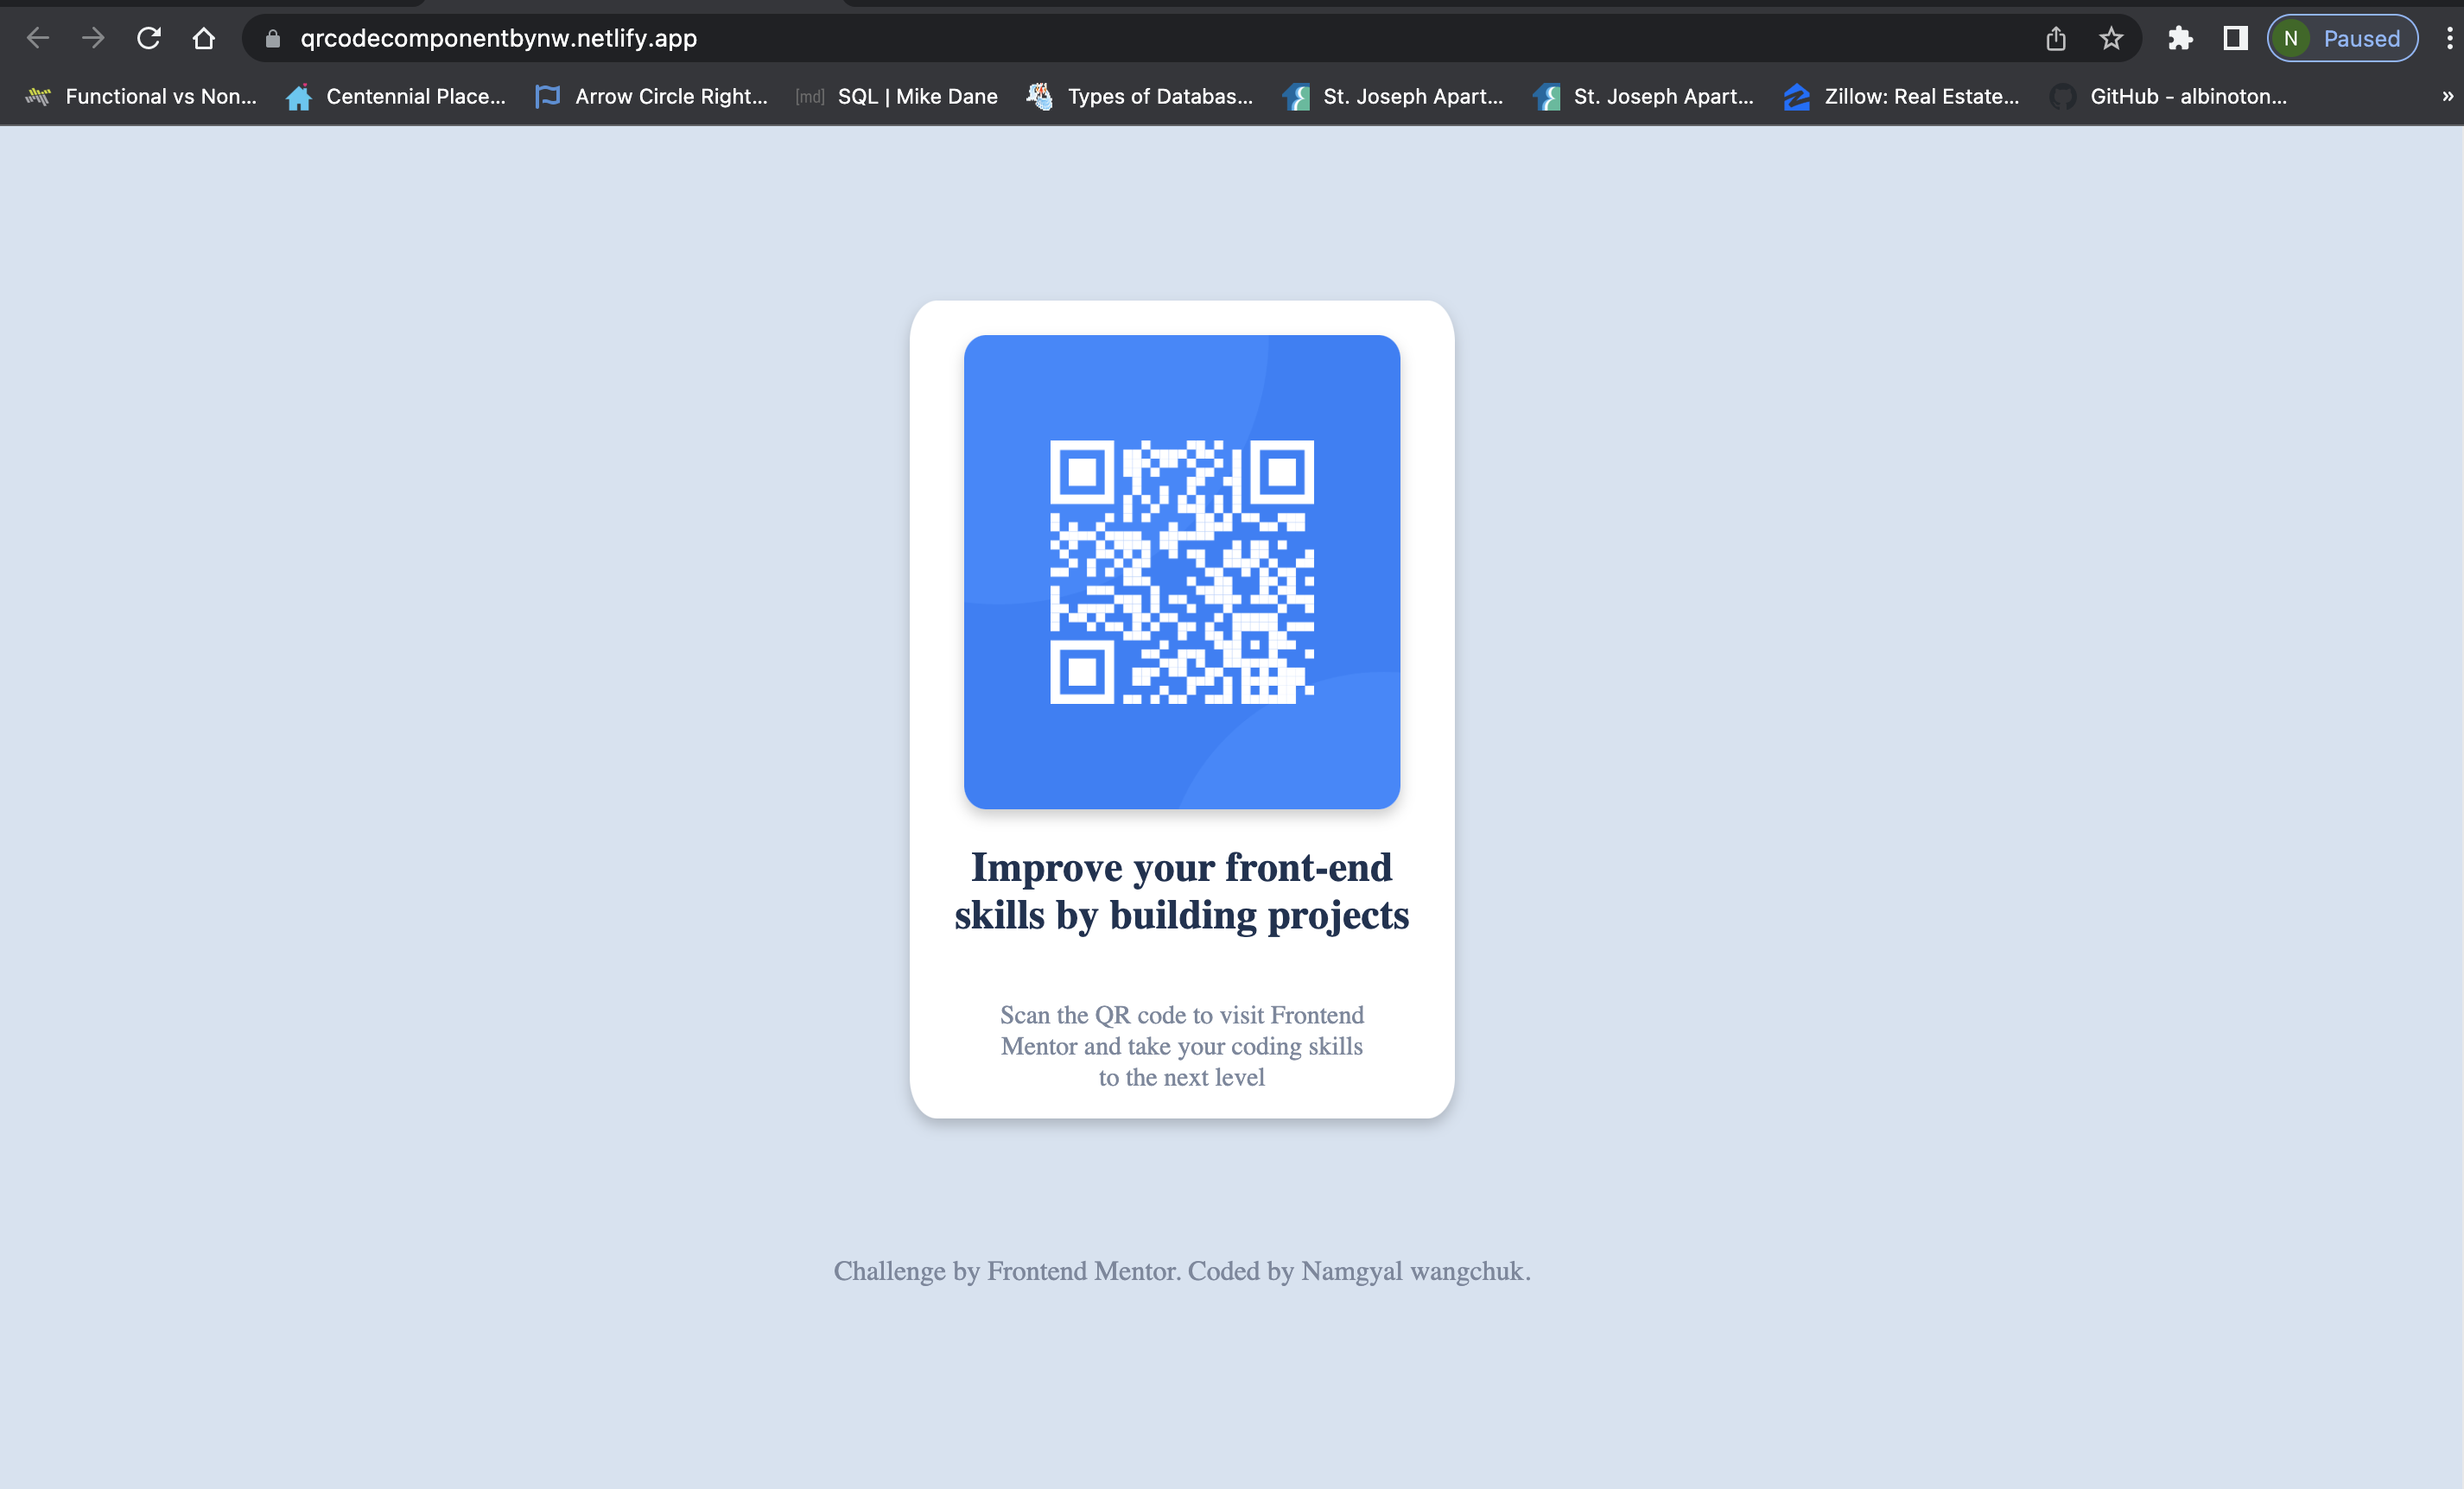 qrcodecomponentbynw.netlify.app
N Paused
Functional vs Non... Centennial Place... Arrow Circle Right... [md] SQL | Mike Dane Types of Databas... St. Joseph Apart... St. Joseph Apart... Zillow: Real Estate... GitHub - albinoton... »
Improve your front-end
skills by building projects
Scan the QR code to visit Frontend
Mentor and take your coding skills
to the next level
Challenge by Frontend Mentor. Coded by Namgyal wangchuk.